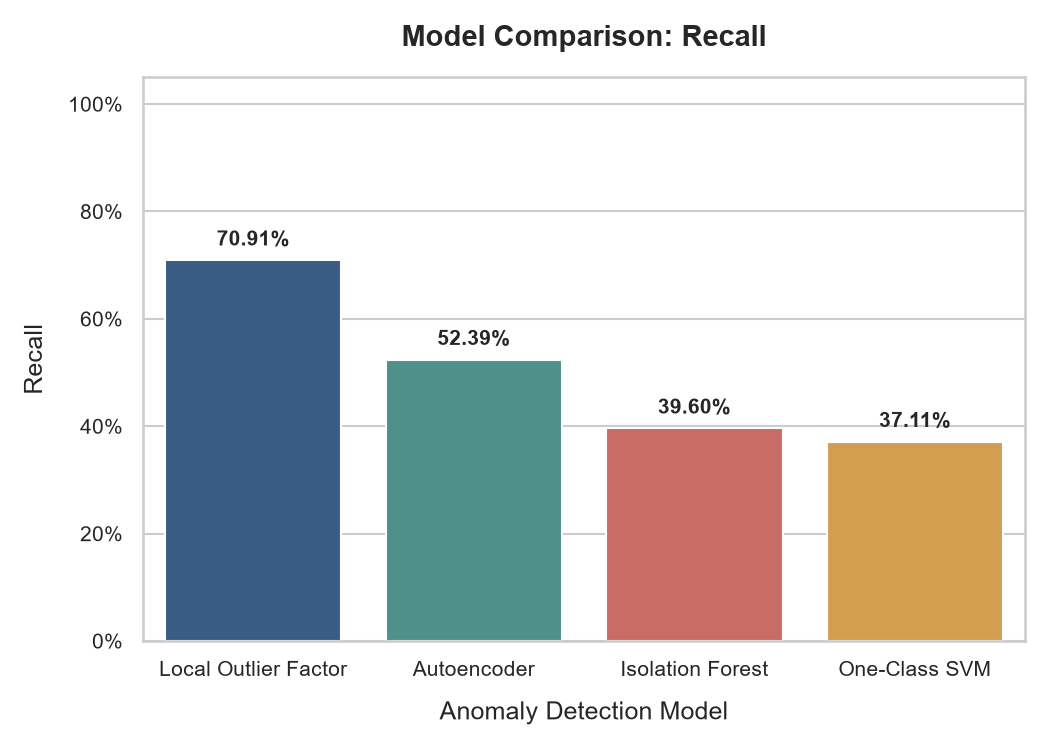 Model Comparison: Recall
100%
80%
60%
40%
20%
0%
Recall
70.91%
52.39%
39.60%
37.11%
Local Outlier Factor
Autoencoder
Isolation Forest
One-Class SVM
Anomaly Detection Model